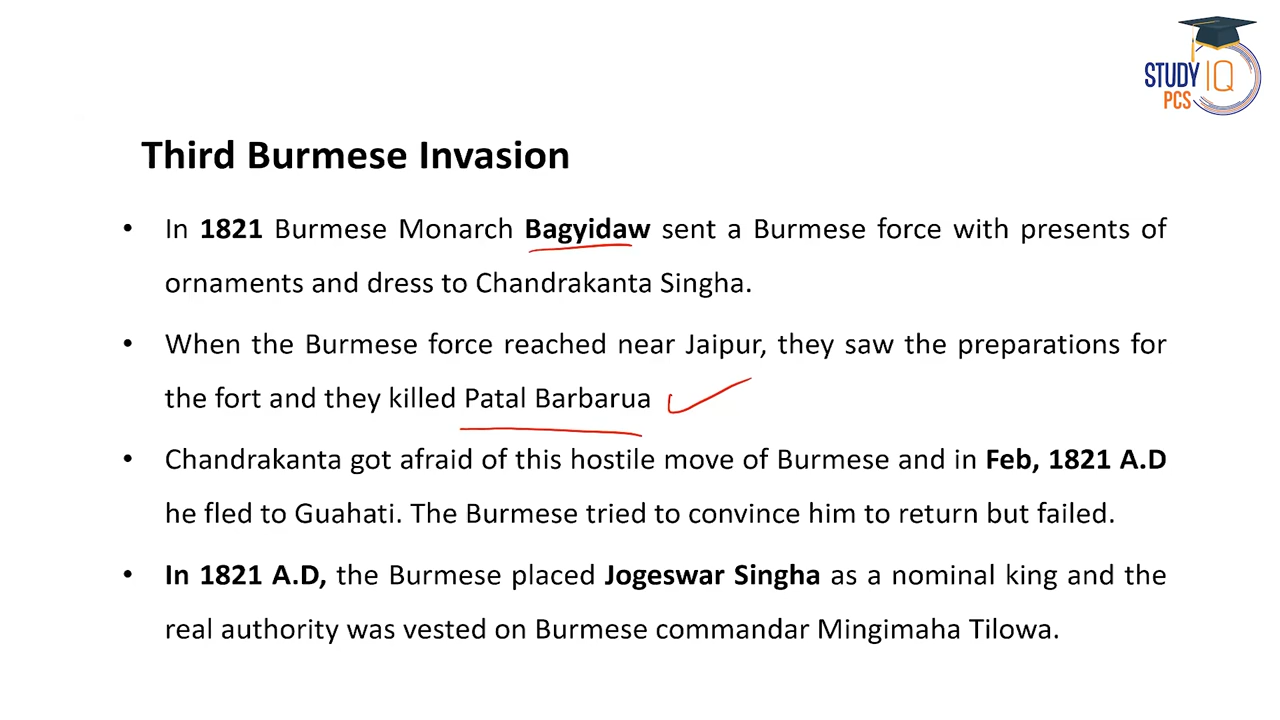 STUDY IQ
PCS
Third Burmese Invasion
• In 1821 Burmese Monarch Bagyidaw sent a Burmese force with presents of
ornaments and dress to Chandrakanta Singha.
• When the Burmese force reached near Jaipur, they saw the preparations for
the fort and they killed Patal Barbarua
• Chandrakanta got afraid of this hostile move of Burmese and in Feb, 1821 A.D
he fled to Guahati. The Burmese tried to convince him to return but failed.
• In 1821 A.D, the Burmese placed Jogeswar Singha as a nominal king and the
real authority was vested on Burmese commandar Mingimaha Tilowa.